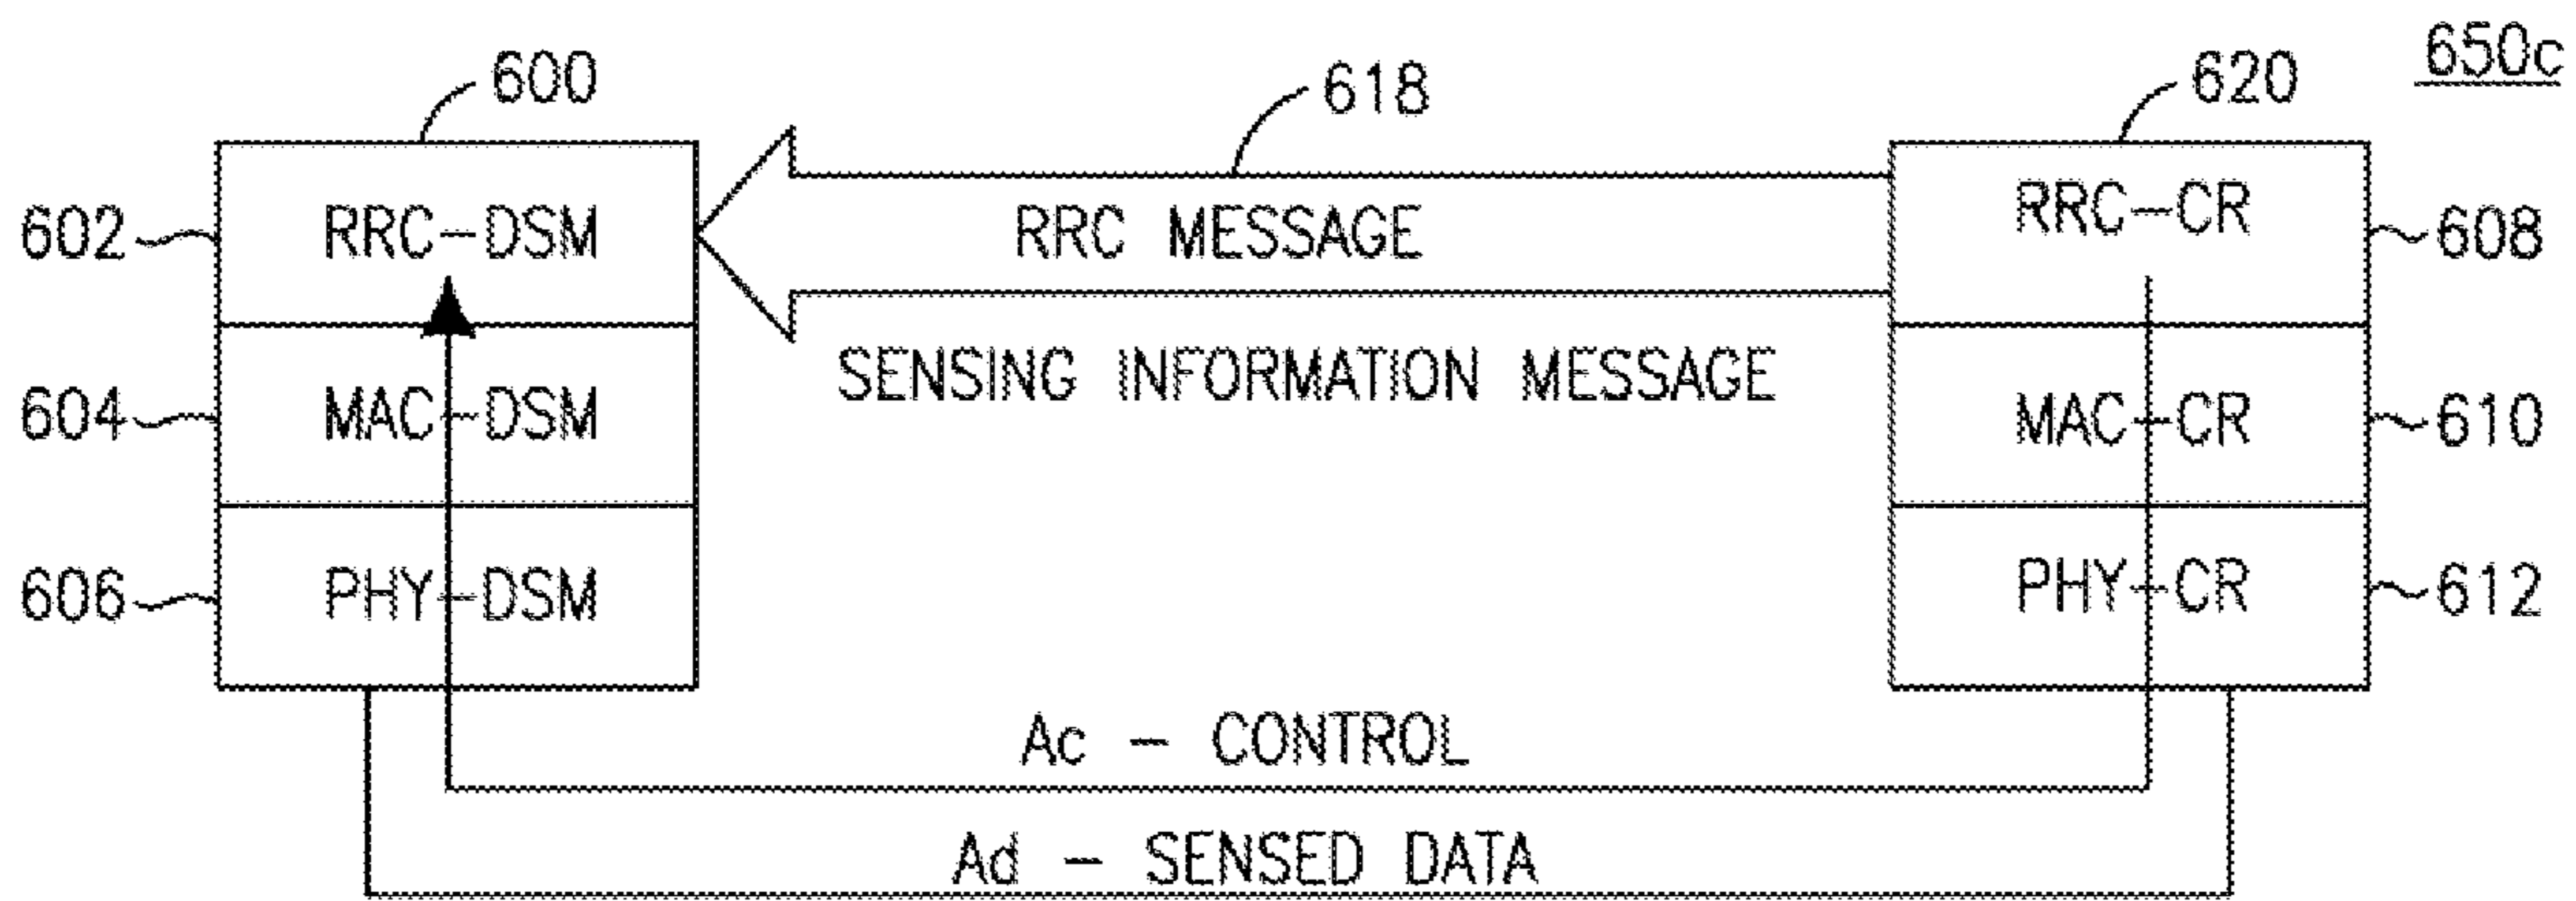 650c
600
618
620
602
RRC-DSM
RRC MESSAGE
RRC-CR
608
604
MAC-DSM
SENSING INFORMATION MESSAGE
MAC-CR
610
606
PHY-DSM
PHY-CR
612
Ac - CONTROL
Ad - SENSED DATA